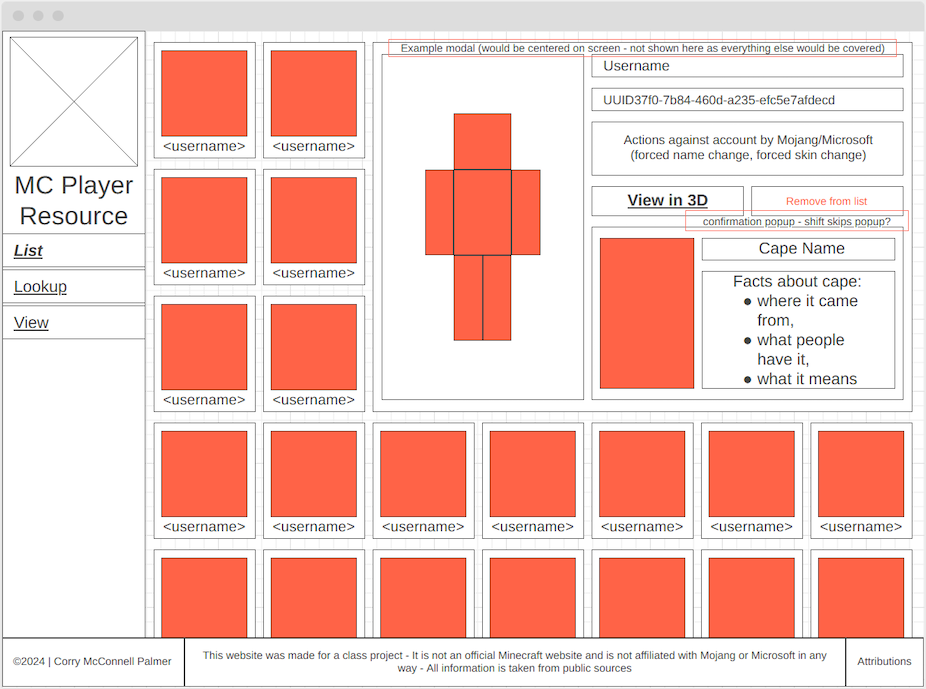 MC Player
Resource
List
Lookup
View
<username>
<username>
<username>
<username>
<username>
<username>
Example modal (would be centered on screen - not shown here as everything else would be covered)
Username
UUID37f0-7b84-460d-a235-efc5e7afdecd
Actions against account by Mojang/Microsoft
(forced name change, forced skin change)
View in 3D
Remove from list
confirmation popup - shift skips popup?
Cape Name
Facts about cape:
● where it came
from,
● what people
have it,
● what it means
<username>
<username>
<username>
<username>
<username>
<username>
<username>
©2024 | Corry McConnell Palmer
This website was made for a class project - It is not an official Minecraft website and is not affiliated with Mojang or Microsoft in any
way - All information is taken from public sources
Attributions